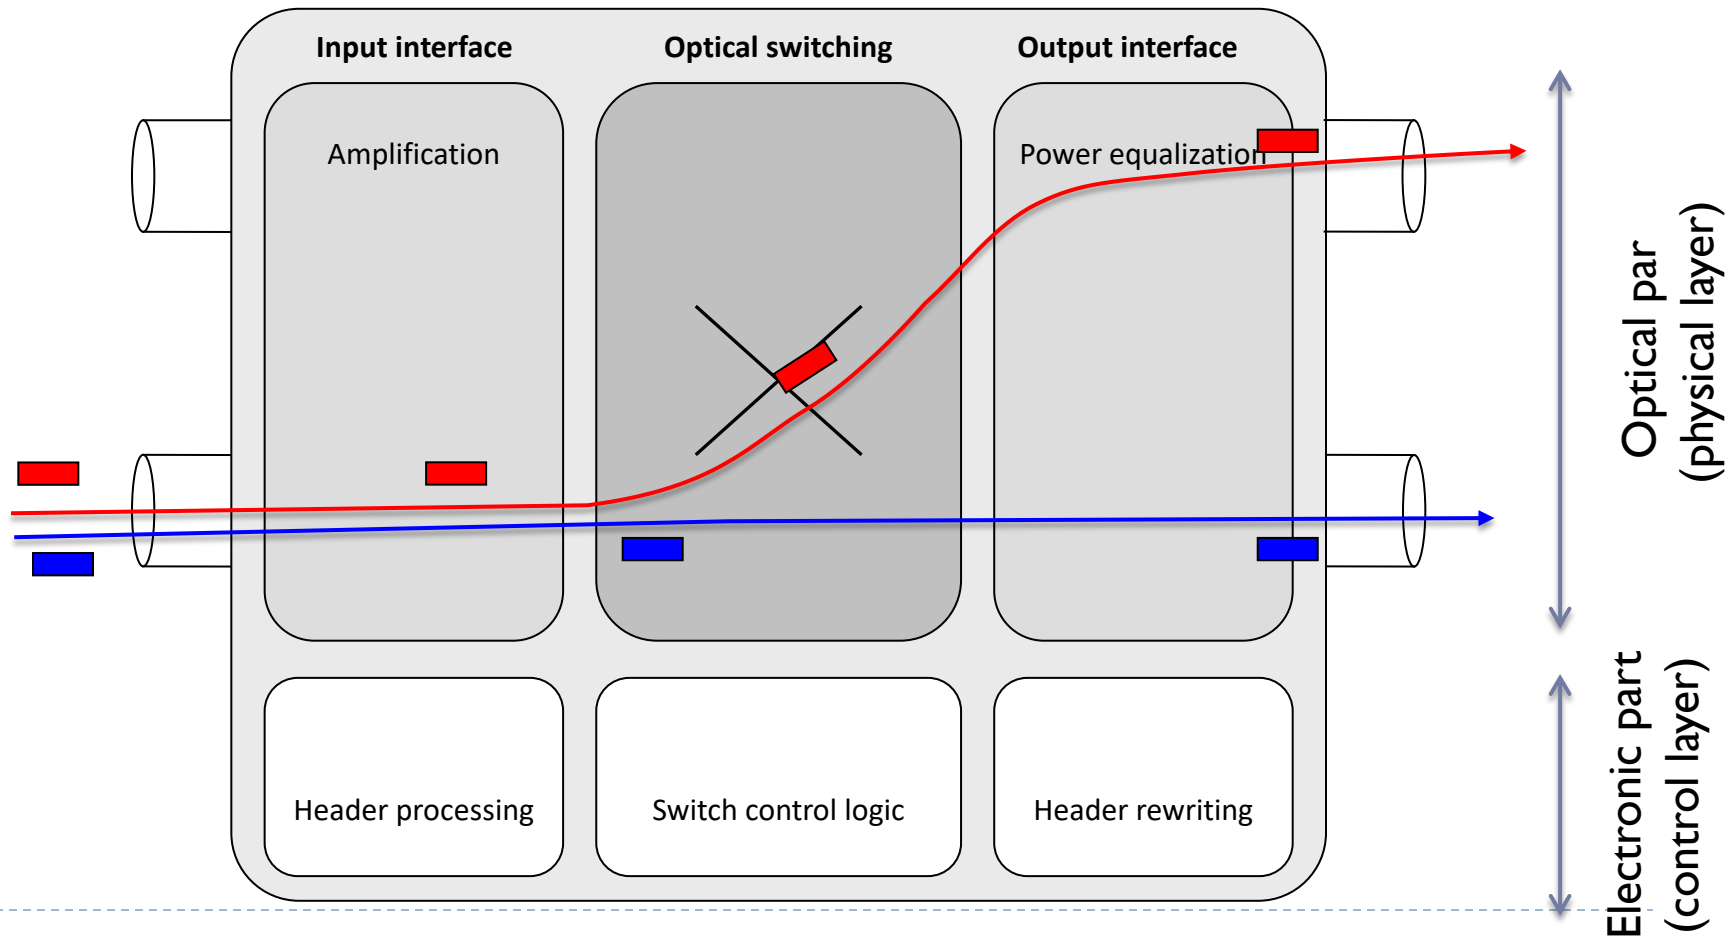 Input interface
Optical switching
Output interface
Amplification
Power equalization
Header processing
Switch control logic
Header rewriting
Optical par
(physical layer)
Electronic part
(control layer)